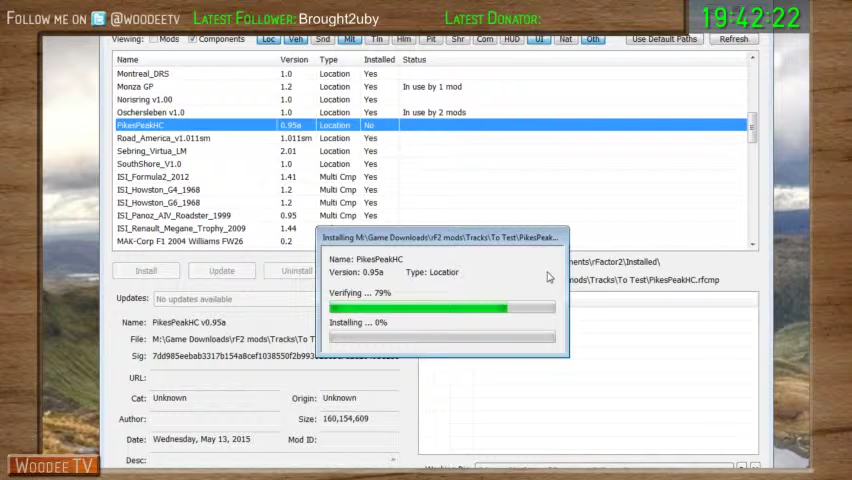 Follow me on @woodeetv Latest Follower: Brought2uby Latest Donator: 19:42:22
Viewing: Mods Components Loc Veh Snd Mlt Tln Hlm Pit Shr Com HUD UI Nat Oth Use Default Paths Refresh
Name Version Type Installed Status
Montreal_DRS 1.0 Location Yes
Monza GP 1.2 Location Yes In use by 1 mod
Norisring v1.00 1.0 Location Yes
Oschersleben v1.0 1.0 Location Yes In use by 2 mods
PikesPeakHC 0.95a Location No
Road_America_v1.011sm 1.011sm Location Yes
Sebring_Virtua_LM 2.01 Location Yes
SouthShore_V1.0 1.0 Location Yes
ISI_Formula2_2012 1.41 Multi Cmp Yes
ISI_Howston_G4_1968 1.2 Multi Cmp Yes
ISI_Howston_G6_1968 1.2 Multi Cmp Yes
ISI_Panoz_AIV_Roadster_1999 0.95 Multi Cmp Yes
ISI_Renault_Megane_Trophy_2009 1.44
MAK-Corp F1 2004 Williams FW26 0.2
Installing M:\Game Downloads\rF2 mods\Tracks\To Test\PikesPeak...
Name: PikesPeakHC
Version: 0.95a Type: Locatior
Verifying ... 79%
Installing ... 0%
Install Update Uninstall
ments\rFactor2\Installed\
mods\Tracks\To Test\PikesPeakHC.rfcmp
Updates: No updates available
Name: PikesPeakHC v0.95a
File: M:\Game Downloads\rF2 mods\Tracks\To T
Sig:
URL:
Cat: Unknown Origin: Unknown
Author: Size: 160,154,609
Date: Wednesday, May 13, 2015 Mod ID:
Desc:
Woodee TV